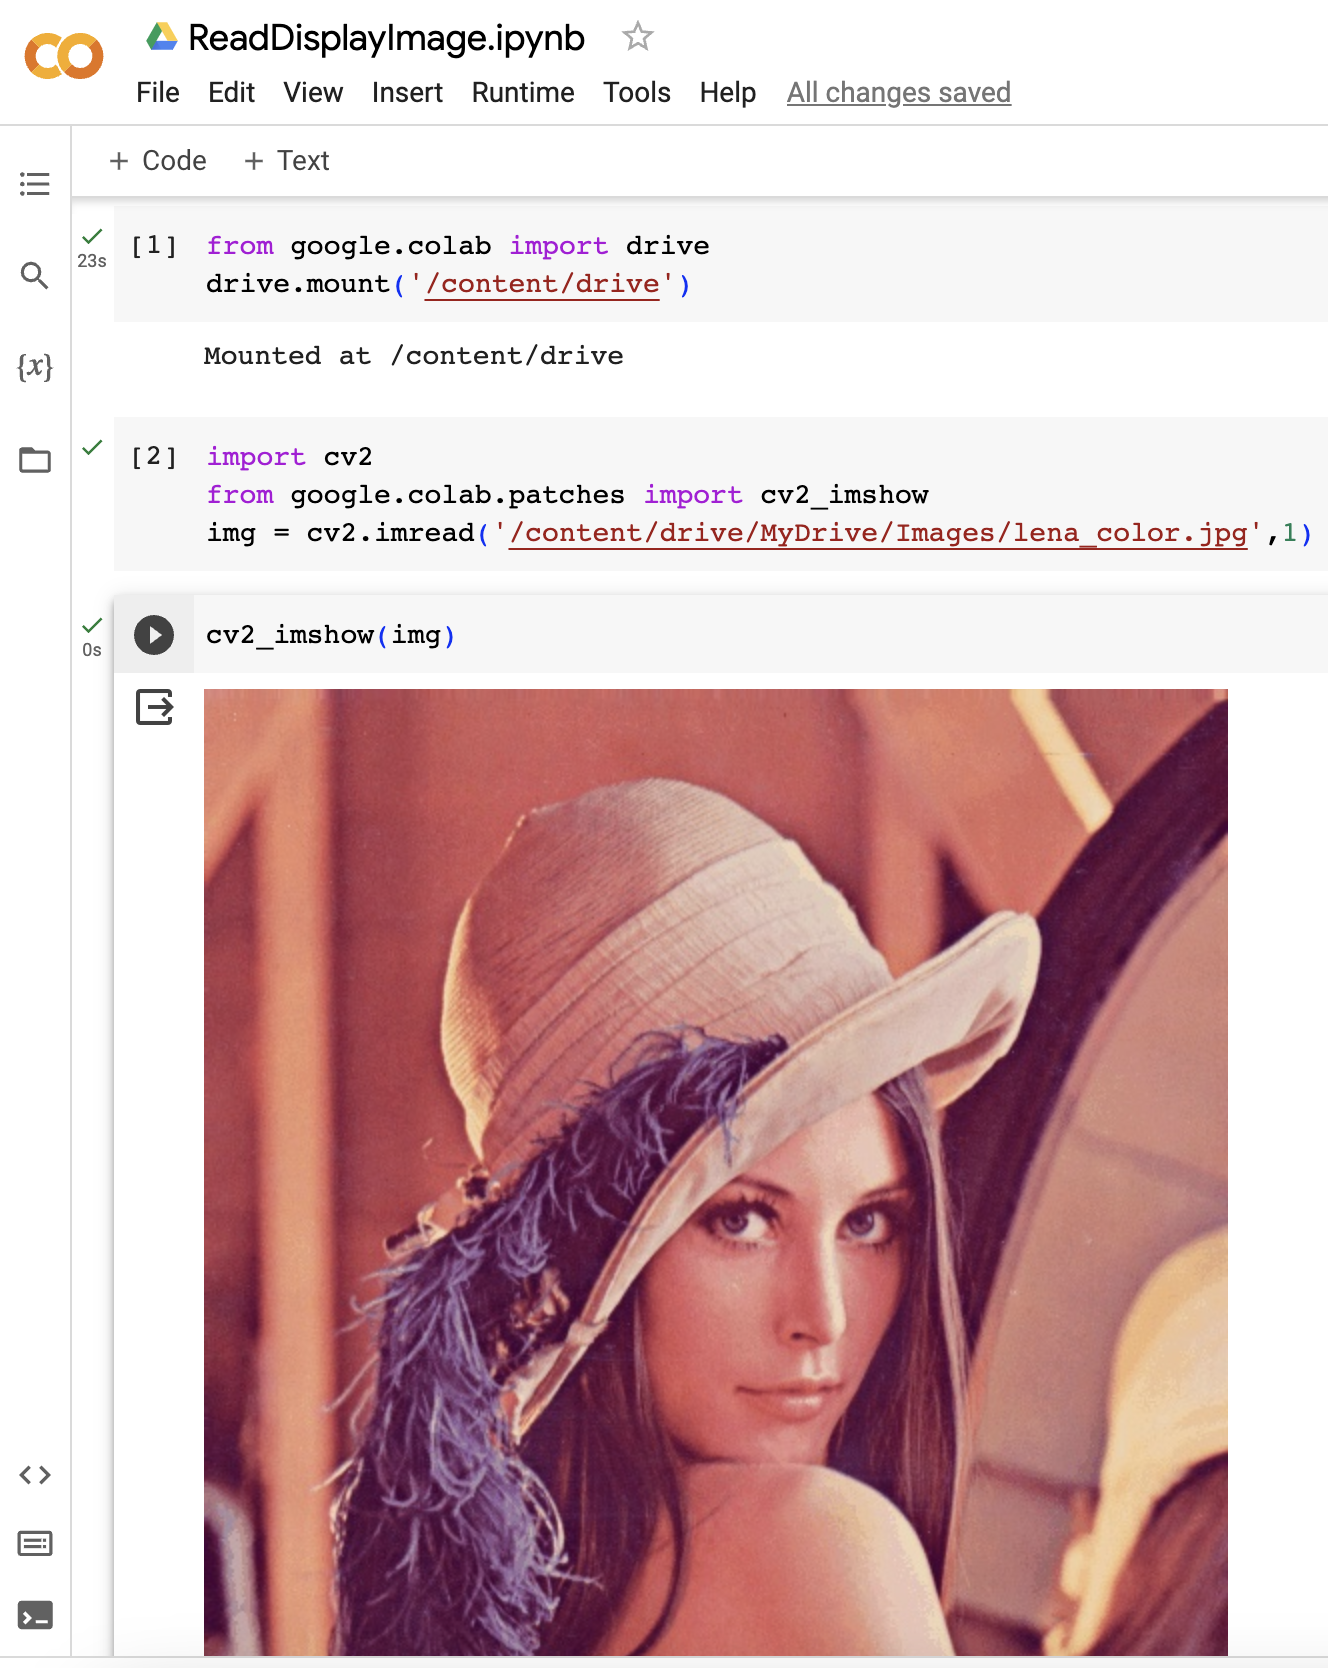 ReadDisplayImage.ipynb
File Edit View Insert Runtime Tools Help All changes saved
+ Code + Text
23s
[1] from google.colab import drive
drive.mount('/content/drive')
Mounted at /content/drive
{x}
[2] import cv2
from google.colab.patches import cv2_imshow
img = cv2.imread('/content/drive/MyDrive/Images/lena_color.jpg',1)
0s
cv2_imshow(img)